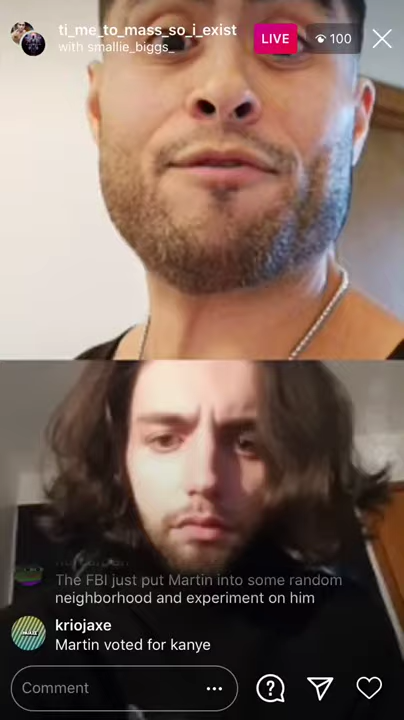 ti_me_to_mass_so_i_exist
LIVE
100
with smallie_biggs_
The FBI just put Martin into some random
neighborhood and experiment on him
kriojaxe
Martin voted for kanye
Comment